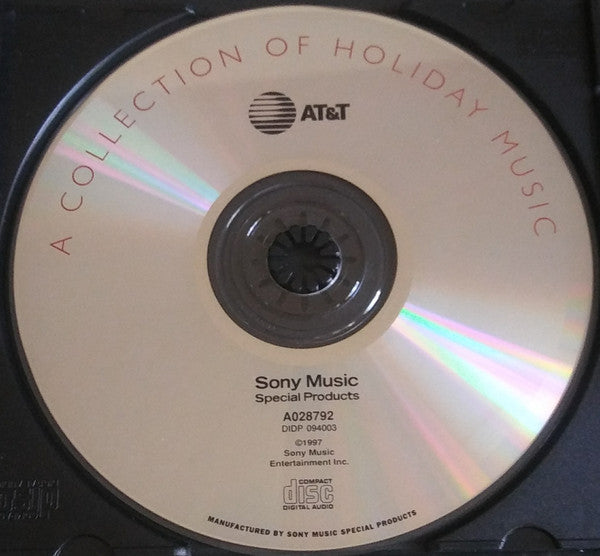 A COLLECTION OF HOLIDAY MUSIC
AT&T
Sony Music
Special Products
A028792
DIDP 094003
©1997
Sony Music
Entertainment Inc.
COMPACT
disc
DIGITAL AUDIO
MANUFACTURED BY SONY MUSIC SPECIAL PRODUCTS